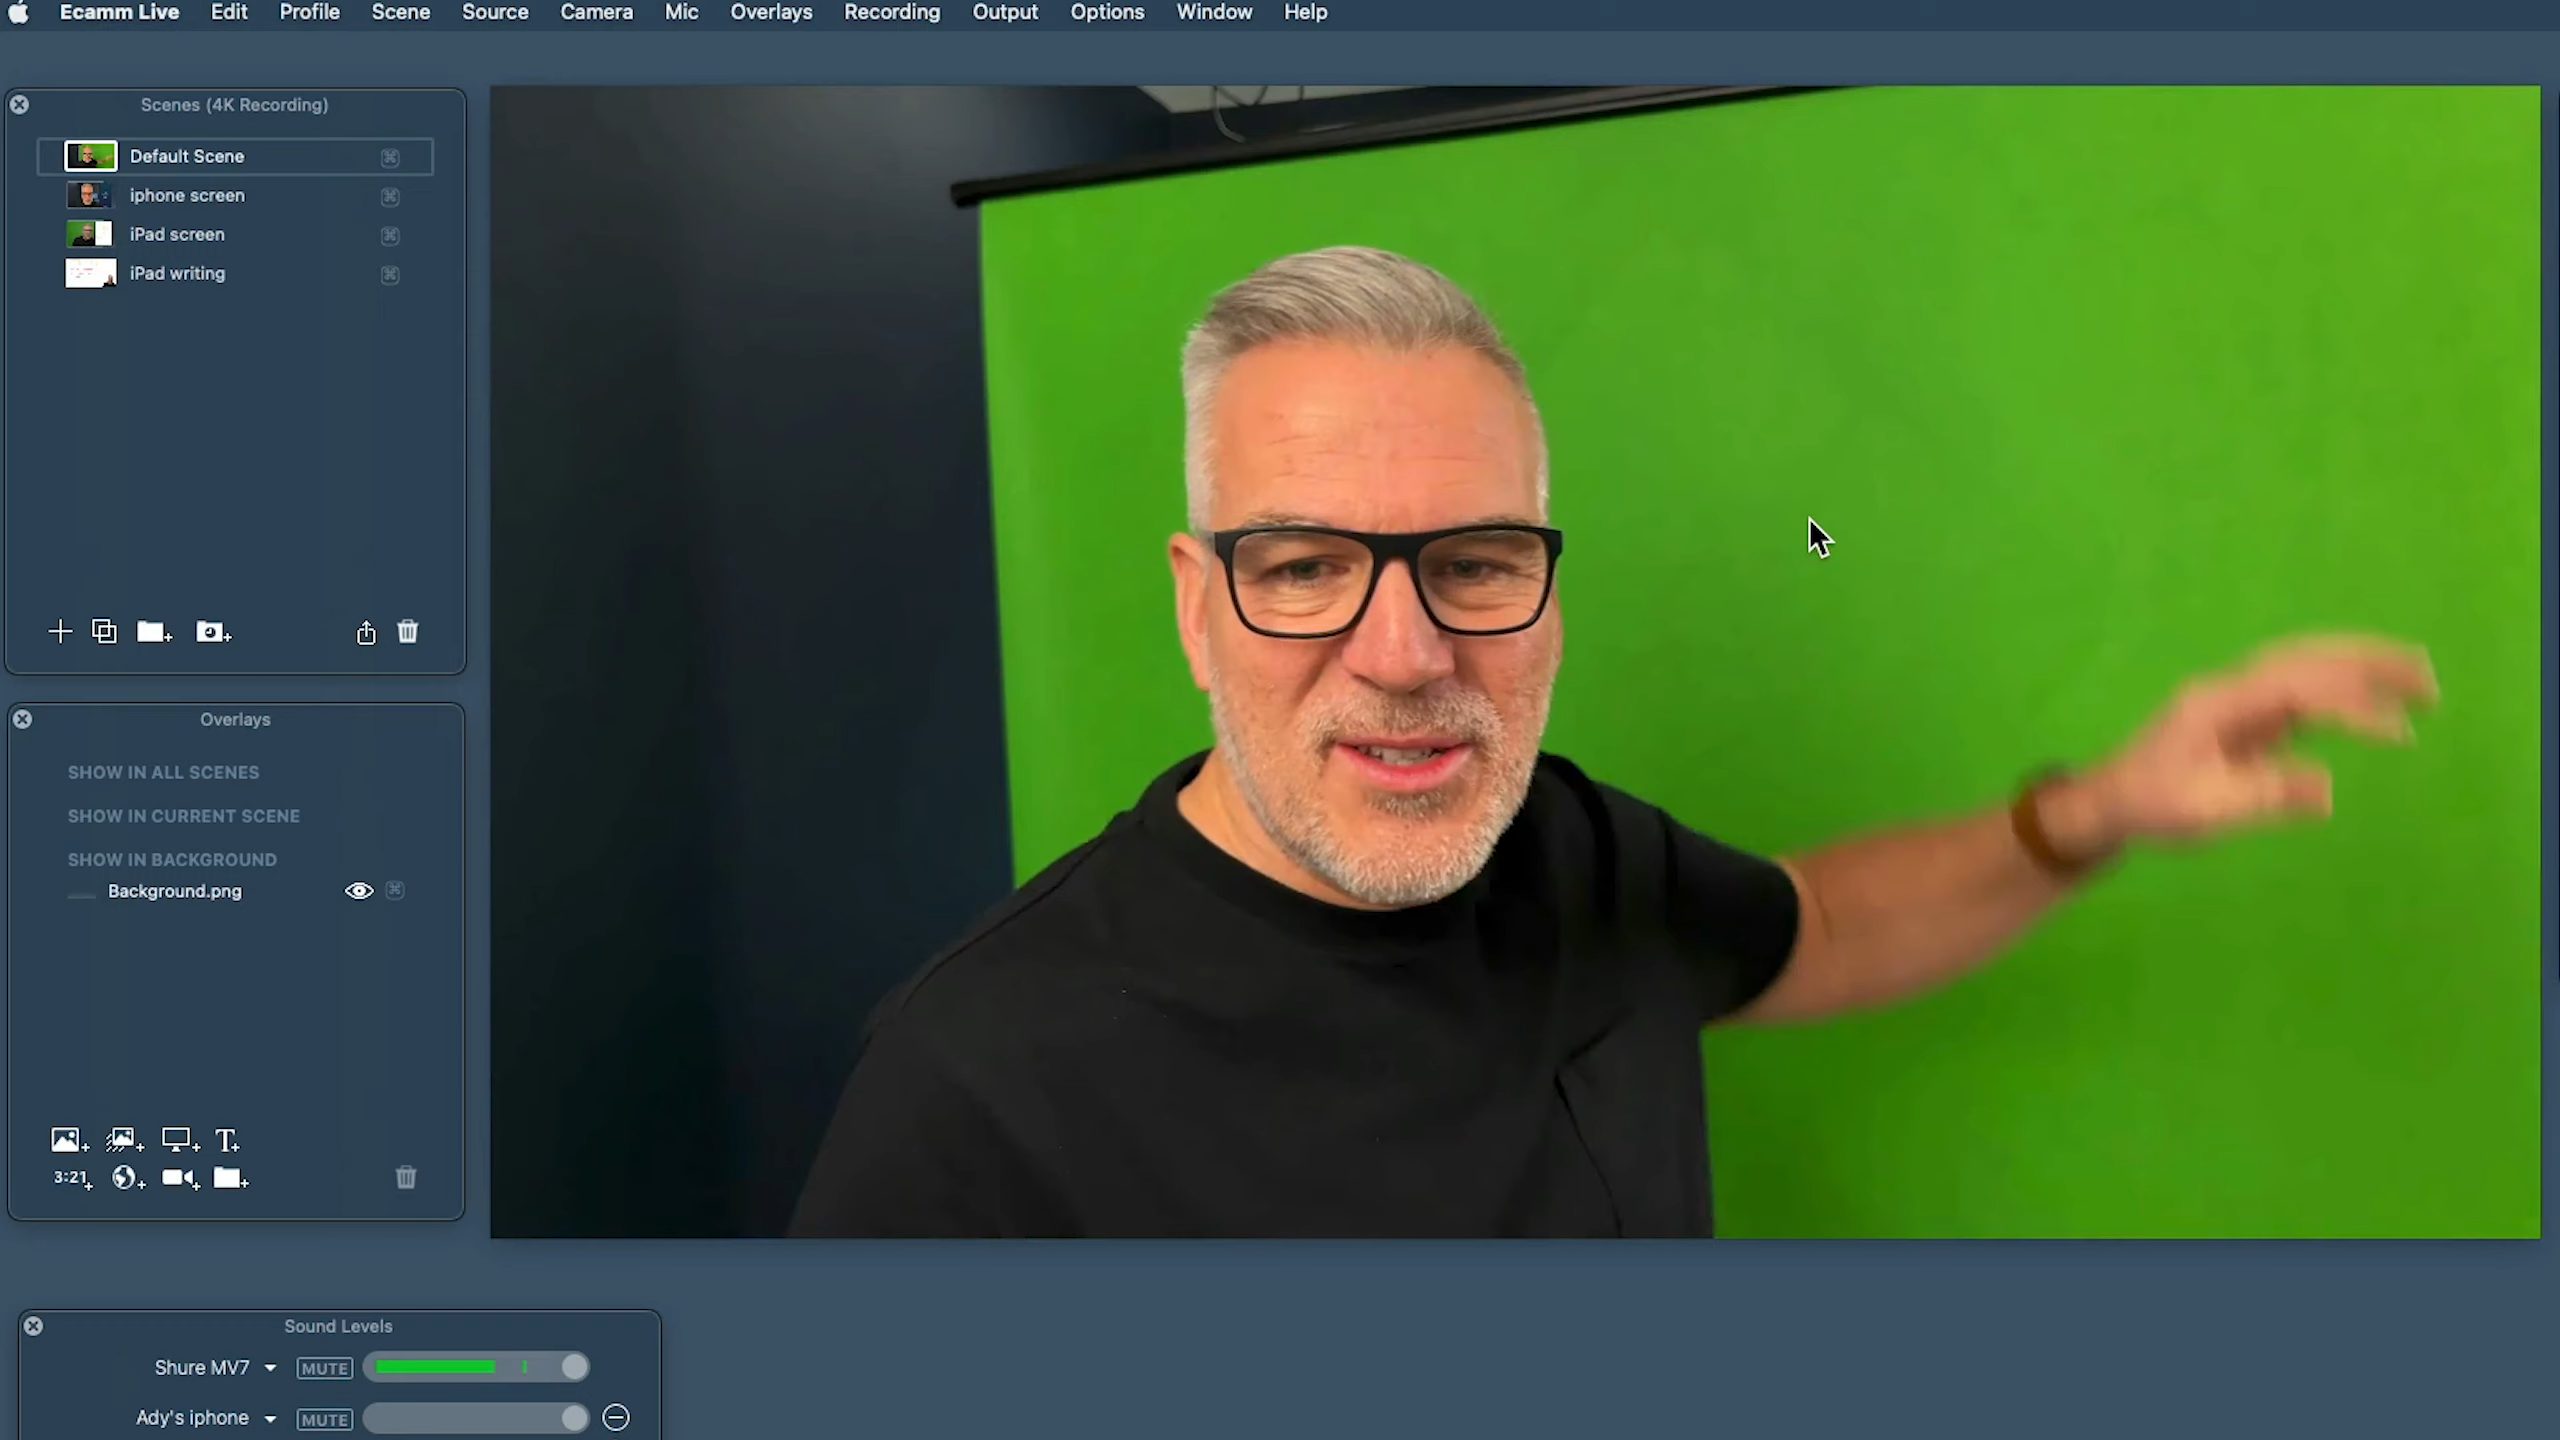 Ecamm Live Edit Profile Scene Source Camera Mic Overlays Recording Output Options Window Help
Scenes (4K Recording)
Default Scene
iphone screen
iPad screen
iPad writing
Overlays
SHOW IN ALL SCENES
SHOW IN CURRENT SCENE
SHOW IN BACKGROUND
Background.png
T
3:21
Sound Levels
Shure MV7 MUTE
Ady's iphone MUTE